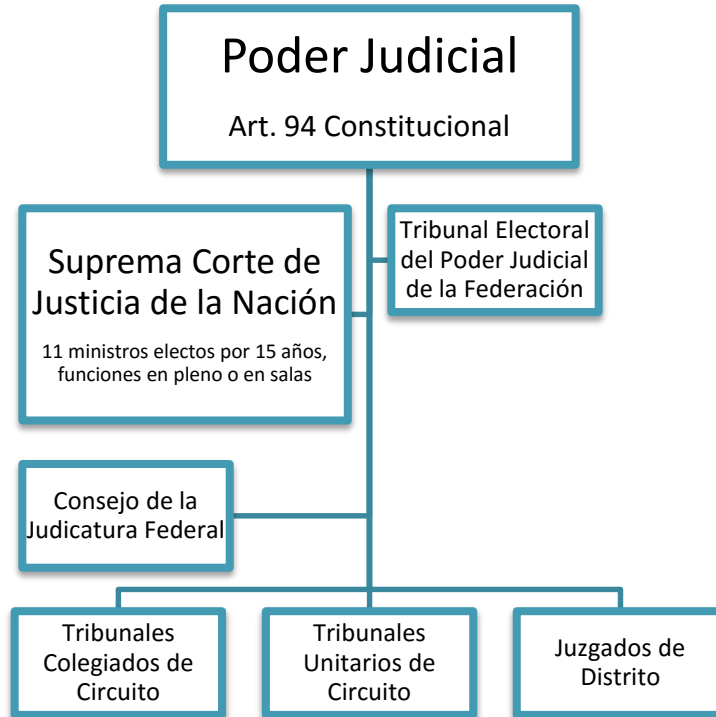 Poder Judicial
Art. 94 Constitucional
Suprema Corte de
Justicia de la Nación
11 ministros electos por 15 años,
funciones en pleno o en salas
Tribunal Electoral
del Poder Judicial
de la Federación
Consejo de la
Judicatura Federal
Tribunales
Colegiados de
Circuito
Tribunales
Unitarios de
Circuito
Juzgados de
Distrito